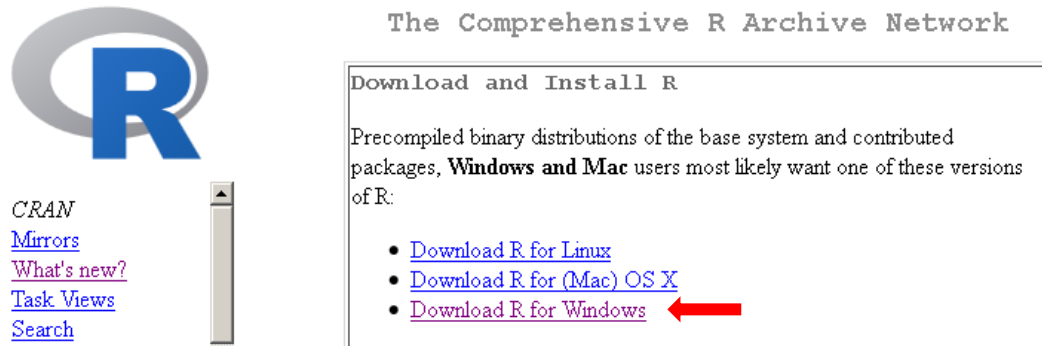 R
CRAN
Mirrors
What's new?
Task Views
Search
The Comprehensive R Archive Network
Download and Install R
Precompiled binary distributions of the base system and contributed
packages, Windows and Mac users most likely want one of these versions
of R:
• Download R for Linux
• Download R for (Mac) OS X
• Download R for Windows